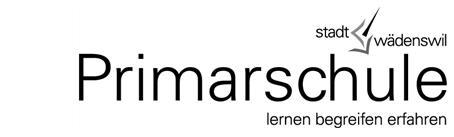 stadt wädenswil
Primarschule
lernen begreifen erfahren